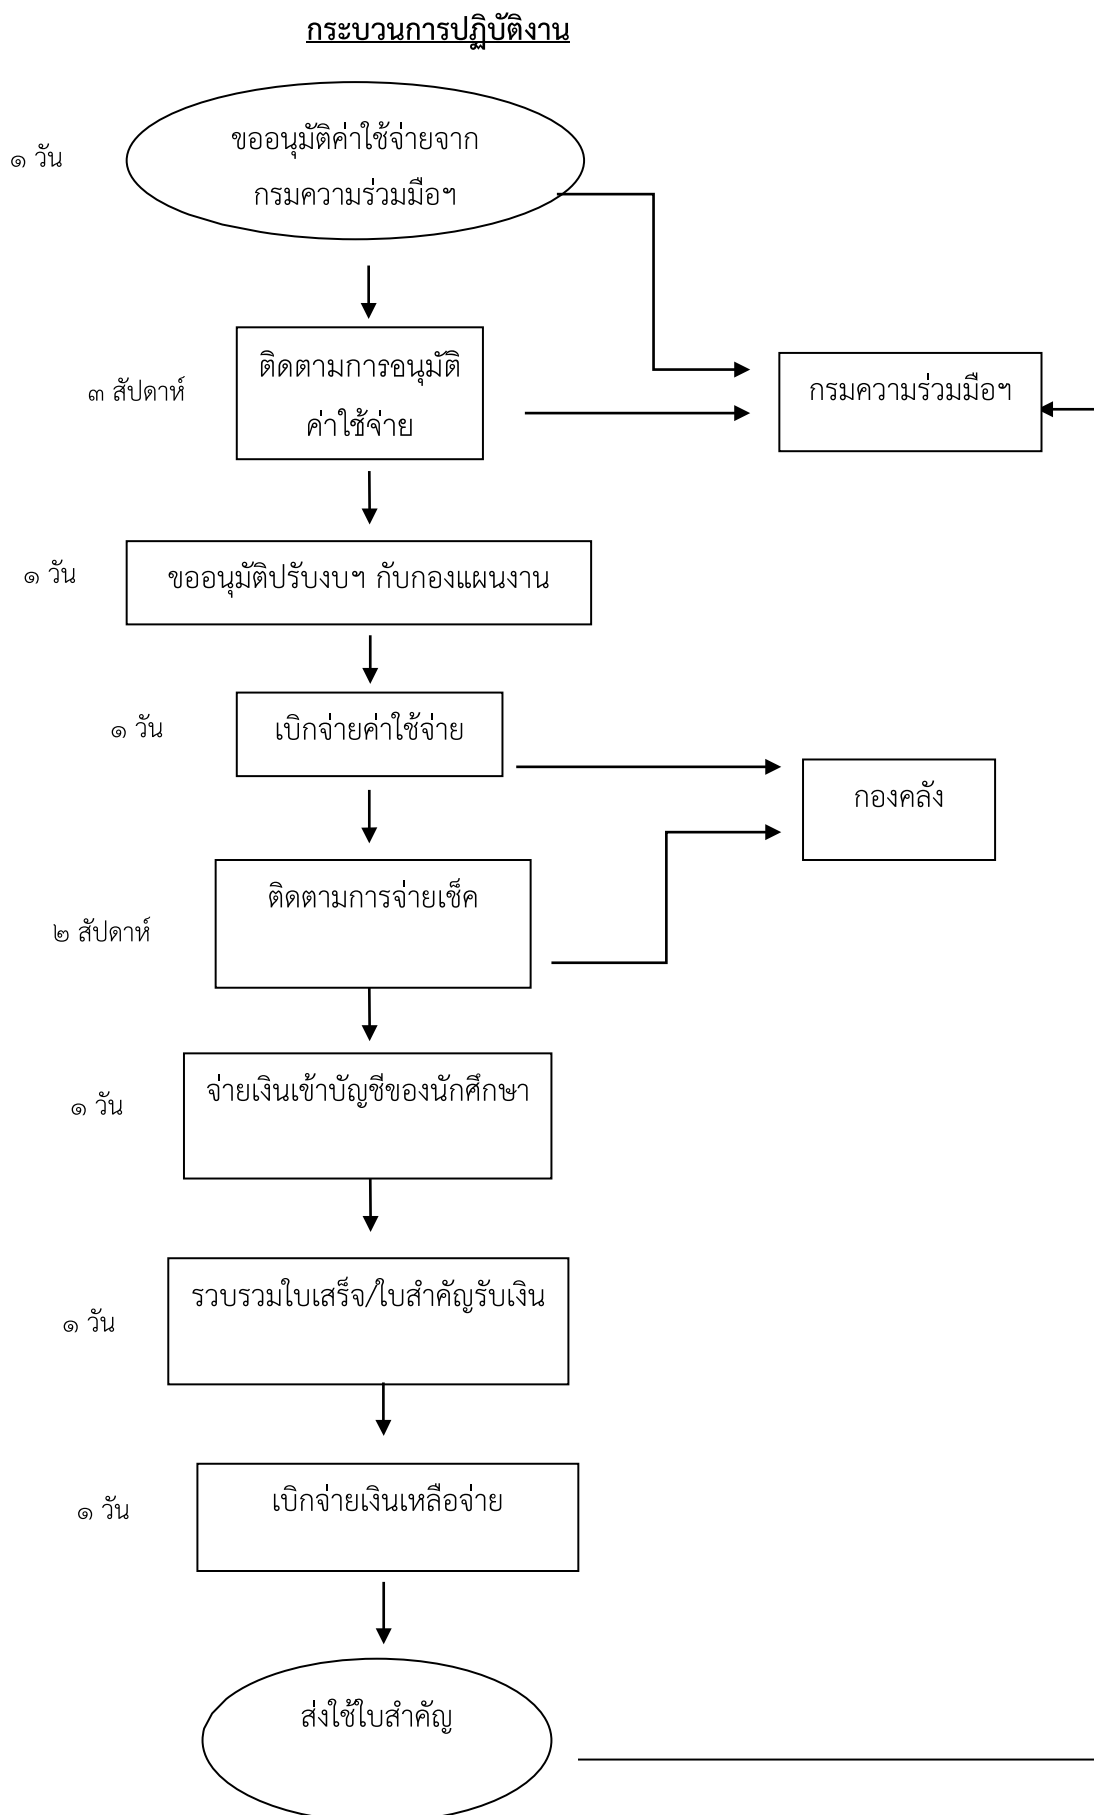 กระบวนการปฏิบัติงาน
๑ วัน
ขออนุมัติค่าใช้จ่ายจาก
กรมความร่วมมือฯ
๓ สัปดาห์
ติดตามการอนุมัติ
ค่าใช้จ่าย
กรมความร่วมมือฯ
๑ วัน
ขออนุมัติปรับงบฯ กับกองแผนงาน
๑ วัน
เบิกจ่ายค่าใช้จ่าย
กองคลัง
๒ สัปดาห์
ติดตามการจ่ายเช็ค
๑ วัน
จ่ายเงินเข้าบัญชีของนักศึกษา
๑ วัน
รวบรวมใบเสร็จ/ใบสำคัญรับเงิน
๑ วัน
เบิกจ่ายเงินเหลือจ่าย
ส่งใช้ใบสำคัญ